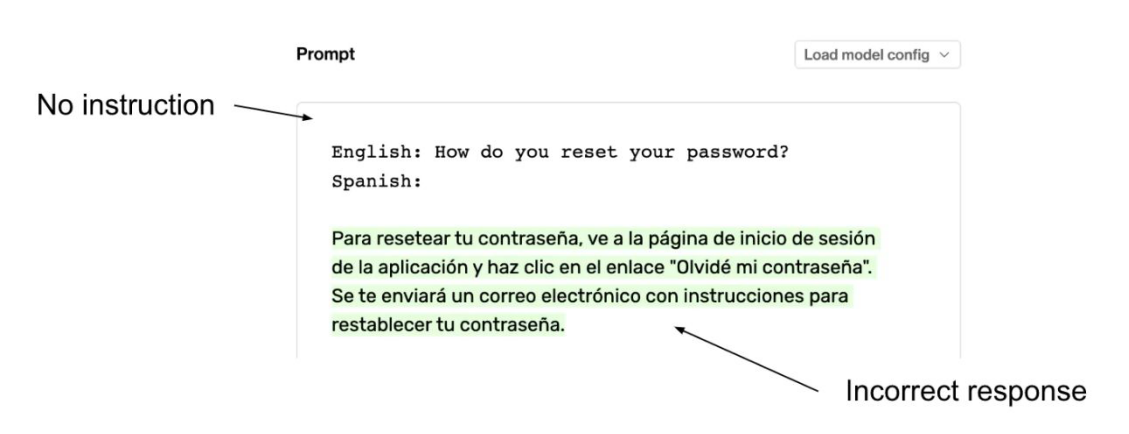 Prompt
Load model config
No instruction
English: How do you reset your password?
Spanish:
Para resetear tu contraseña, ve a la página de inicio de sesión
de la aplicación y haz clic en el enlace "Olvidé mi contraseña".
Se te enviará un correo electrónico con instrucciones para
restablecer tu contraseña.
Incorrect response